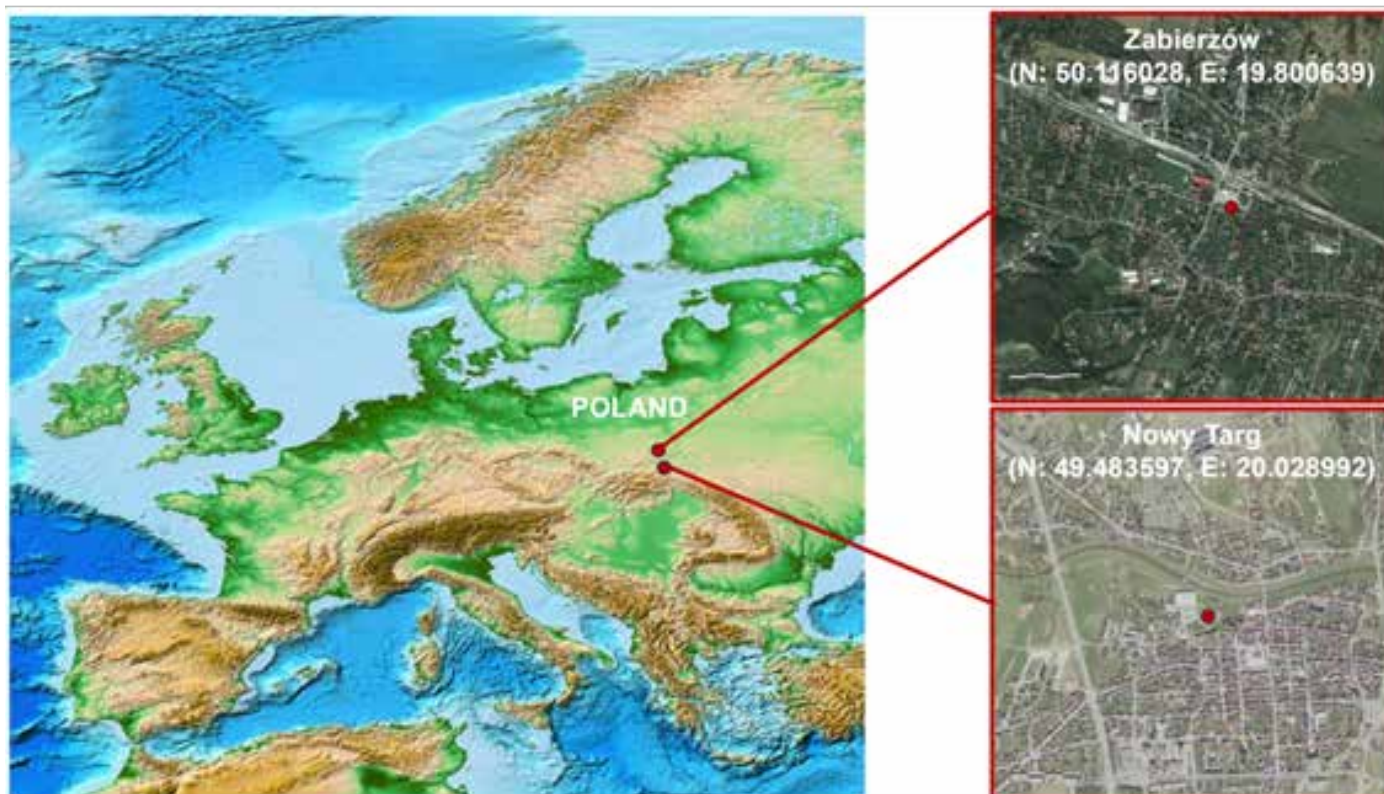 Zabierzów
(N: 50.116028, E: 19.800639)
POLAND
Nowy Targ
(N: 49.483597, E: 20.028992)